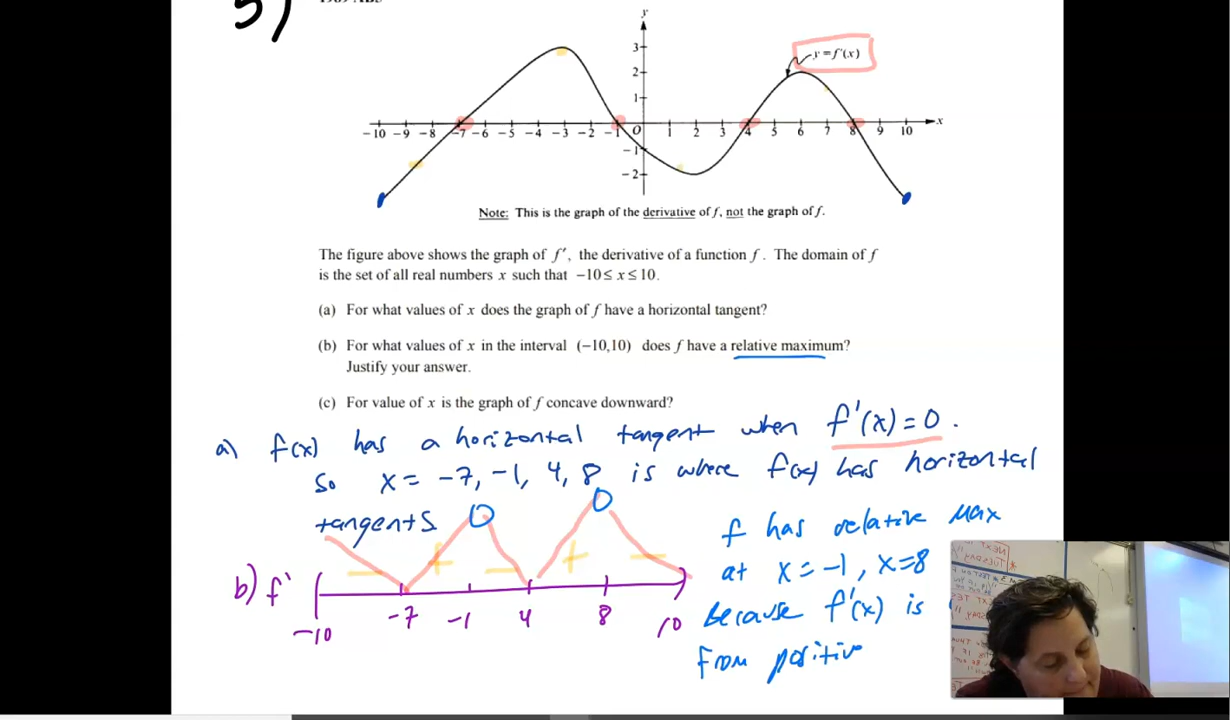 5)
y
3
2
1
y = f'(x)
-10 -9 -8 -7 -6 -5 -4 -3 -2 -1 O 1 2 3 4 5 6 7 8 9 10 x
-1
-2
Note: This is the graph of the derivative of f, not the graph of f.
The figure above shows the graph of f′, the derivative of a function f. The domain of f
is the set of all real numbers x such that −10≤ x ≤ 10.
(a) For what values of x does the graph of f have a horizontal tangent?
(b) For what values of x in the interval (−10,10) does f have a relative maximum?
Justify your answer.
(c) For value of x is the graph of f concave downward?
a) f(x) has a horizontal tangent when f'(x) = 0.
So x = -7, -1, 4, 8 is where f(x) has horizontal
tangents
b) f'
- + - + -
-10 -7 -1 4 8 10
f has relative Max
at x = -1, x = 8
Because f'(x) is
from positive